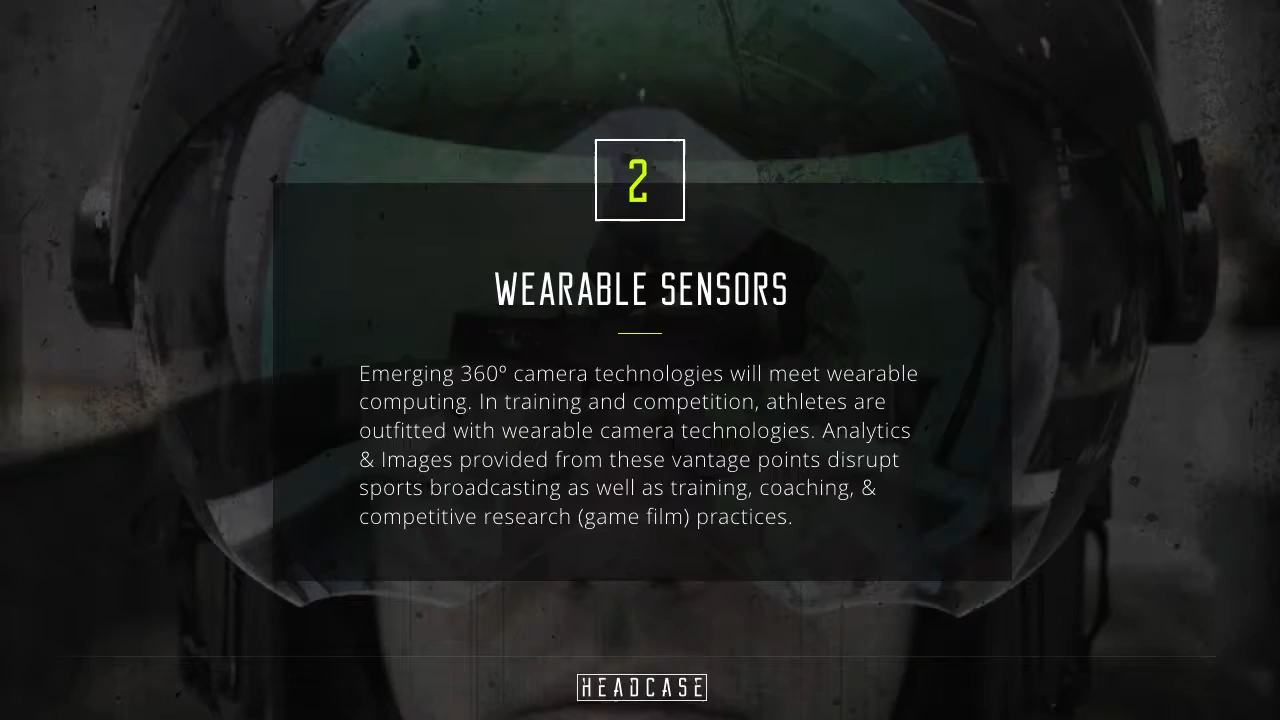 2
WEARABLE SENSORS
Emerging 360º camera technologies will meet wearable
computing. In training and competition, athletes are
outfitted with wearable camera technologies. Analytics
& Images provided from these vantage points disrupt
sports broadcasting as well as training, coaching, &
competitive research (game film) practices.
HEADCASE